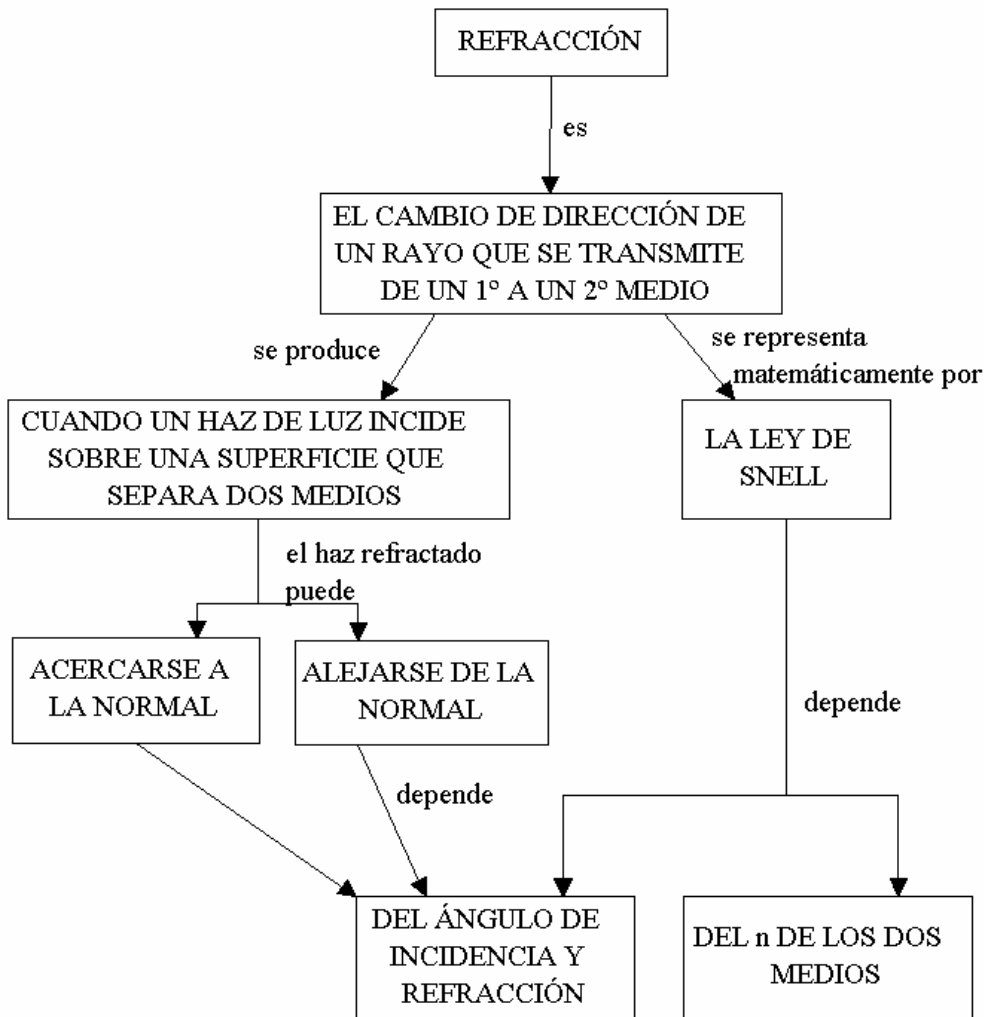 REFRACCIÓN
es
EL CAMBIO DE DIRECCIÓN DE
UN RAYO QUE SE TRANSMITE
DE UN 1º A UN 2º MEDIO
se produce
se representa
matemáticamente por
CUANDO UN HAZ DE LUZ INCIDE
SOBRE UNA SUPERFICIE QUE
SEPARA DOS MEDIOS
LA LEY DE
SNELL
el haz refractado
puede
ACERCARSE A
LA NORMAL
ALEJARSE DE LA
NORMAL
depende
depende
DEL ÁNGULO DE
INCIDENCIA Y
REFRACCIÓN
DEL n DE LOS DOS
MEDIOS